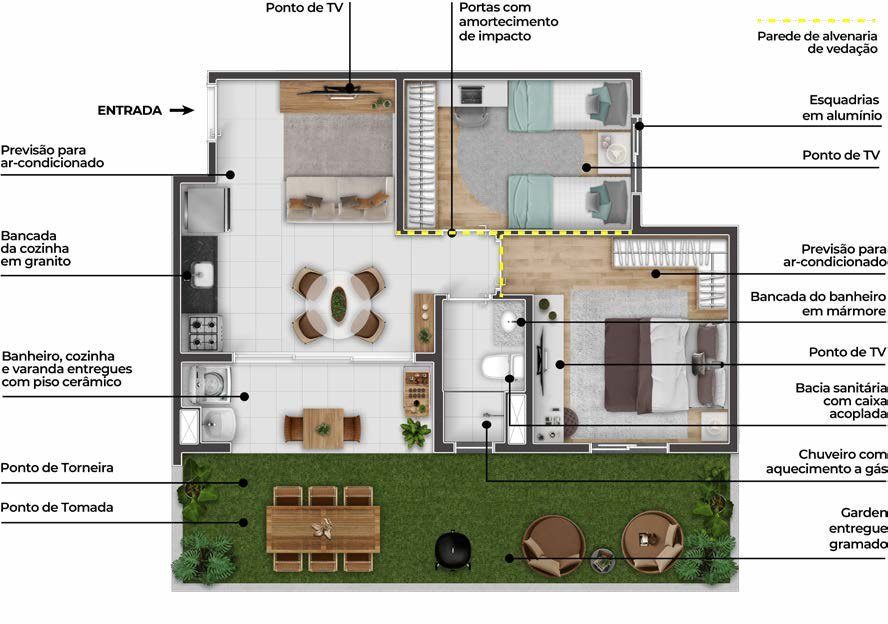 Ponto de TV
Portas com
amortecimento
de impacto
Parede de alvenaria
de vedação
ENTRADA
Esquadrias
em alumínio
Previsão para
ar-condicionado
Ponto de TV
Bancada
da cozinha
em granito
Previsão para
ar-condicionado
Bancada do banheiro
em mármore
Banheiro, cozinha
e varanda entregues
com piso cerâmico
Ponto de TV
Bacia sanitária
com caixa
acoplada
Ponto de Torneira
Chuveiro com
aquecimento a gás
Ponto de Tomada
Garden
entregue
gramado